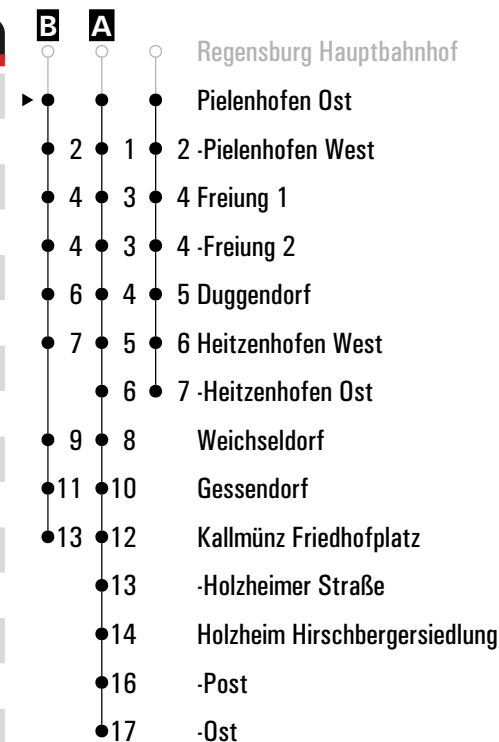 B A
Regensburg Hauptbahnhof
Pielenhofen Ost
2 1 2 -Pielenhofen West
4 3 4 Freiung 1
4 3 4 -Freiung 2
6 4 5 Duggendorf
7 5 6 Heitzenhofen West
6 7 -Heitzenhofen Ost
9 8 Weichseldorf
11 10 Gessendorf
13 12 Kallmünz Friedhofplatz
13 -Holzheimer Straße
14 Holzheim Hirschbergersiedlung
16 -Post
17 -Ost